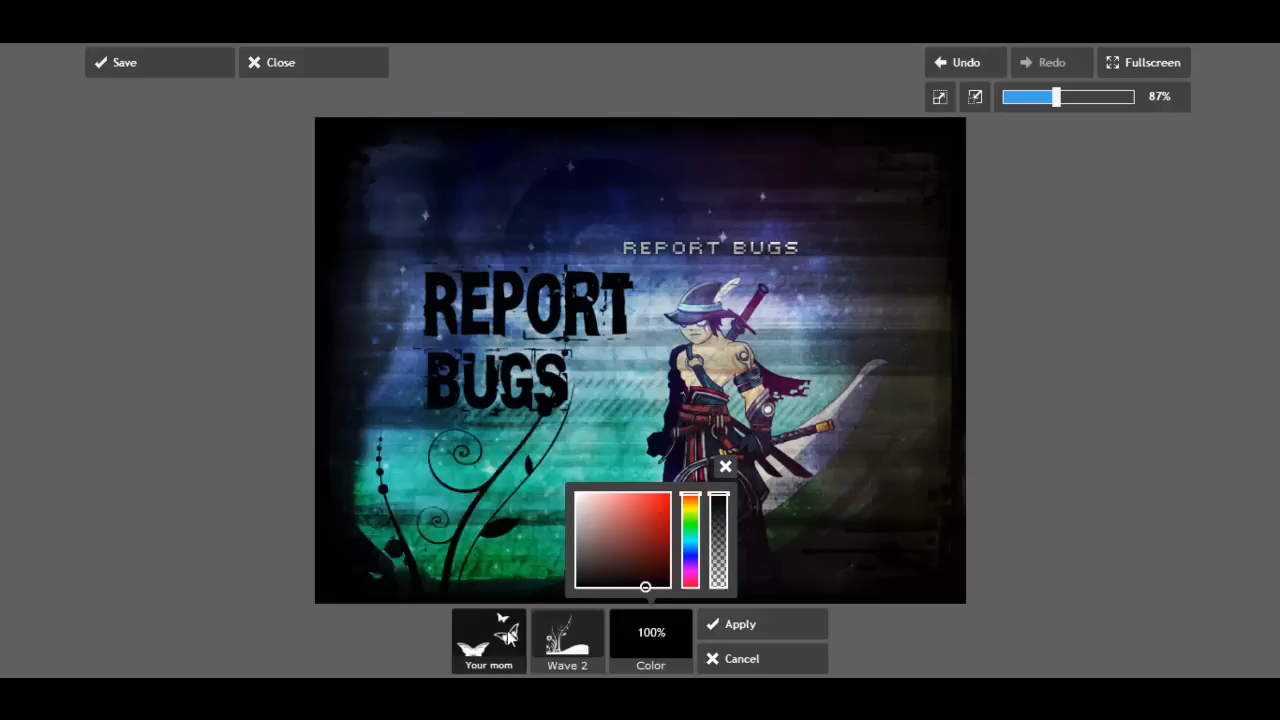 Save
Close
Undo
Redo
Fullscreen
87%
REPORT BUGS
REPORT
BUGS
100%
Apply
Your mom
Wave 2
Color
Cancel